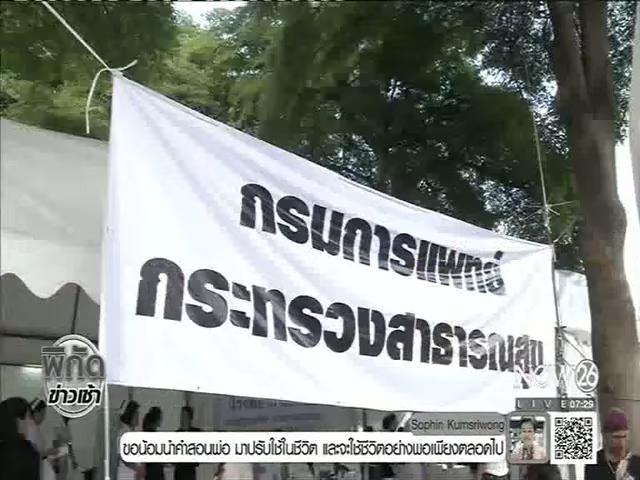 กรมการแพทย์
กระทรวงสาธารณสุข
พิกัด
ข่าวเช้า
NOW26
LIVE 07:29
Sophin Kumsriwong
ขอน้อมนำคำสอนพ่อ มาปรับใช้ในชีวิต และจะใช้ชีวิตอย่างพอเพียงตลอดไป